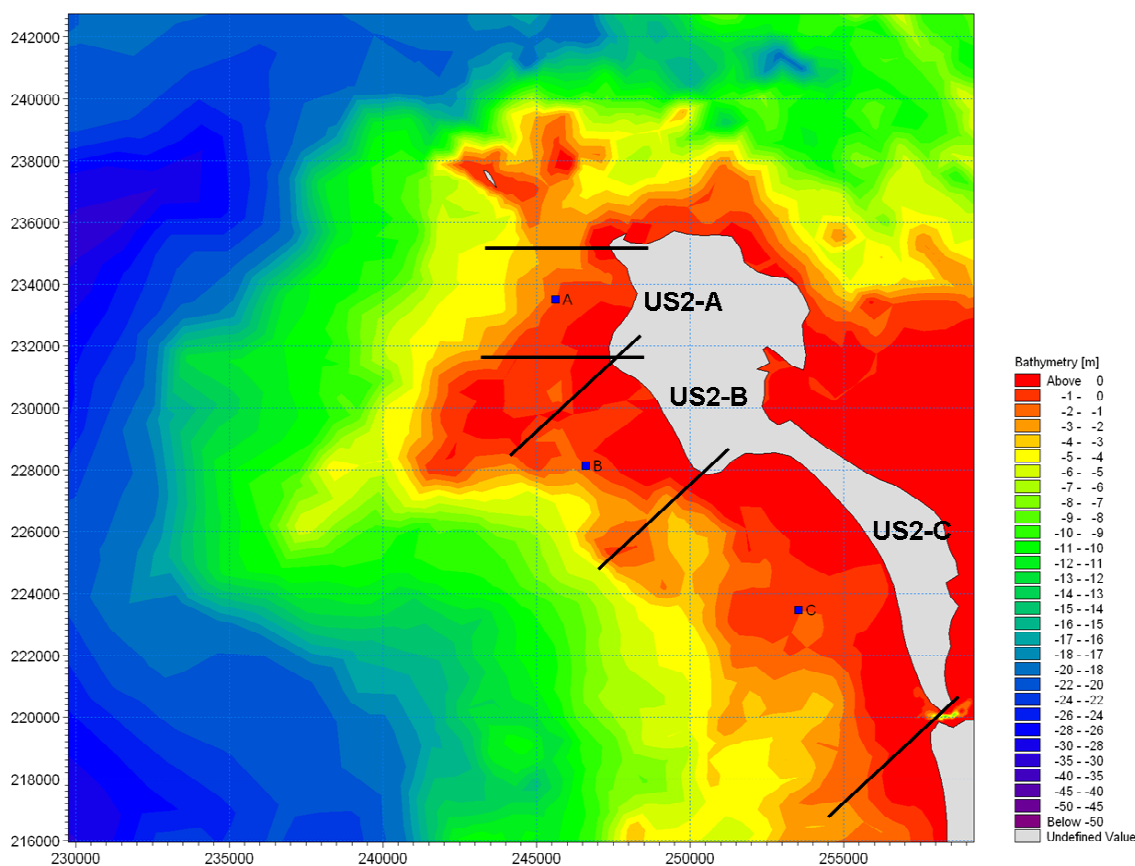 242000
240000
238000
236000
234000
232000
230000
228000
226000
224000
222000
220000
218000
216000
230000
235000
240000
245000
250000
255000
A
US2-A
US2-B
B
US2-C
C
Bathymetry [m]
Above 0
-1 - 0
-2 - -1
-3 - -2
-4 - -3
-5 - -4
-6 - -5
-7 - -6
-8 - -7
-9 - -8
-10 - -9
-11 - -10
-13 - -12
-14 - -13
-15 - -14
-16 - -15
-17 - -16
-18 - -17
-20 - -18
-22 - -20
-24 - -22
-26 - -24
-28 - -26
-30 - -28
-35 - -30
-40 - -35
-45 - -40
-50 - -45
Below -50
Undefined Value